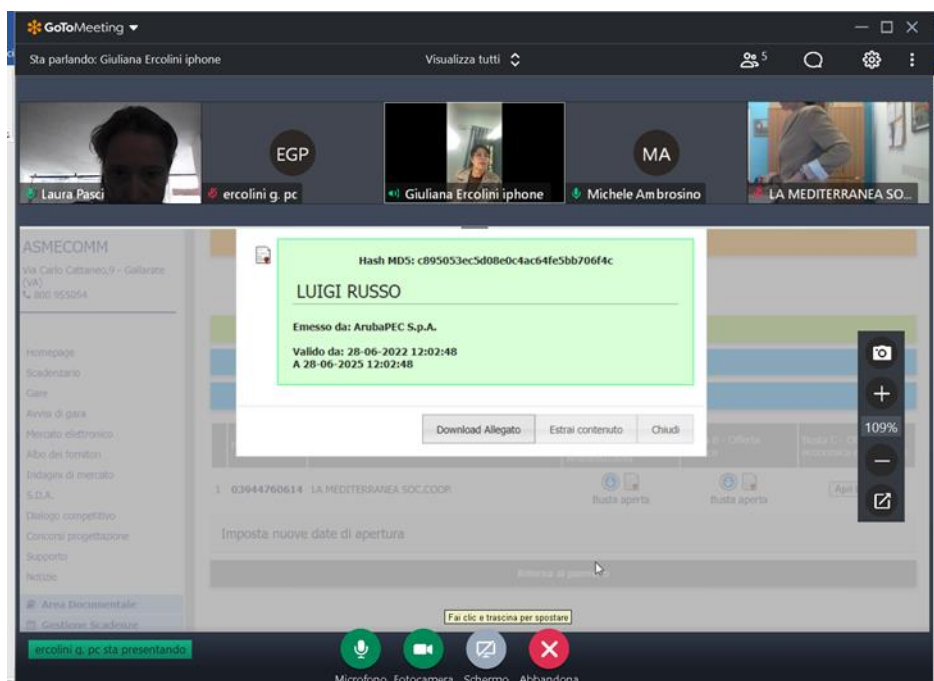 GoToMeeting
Sta parlando: Giuliana Ercolini iphone
Visualizza tutti
5
EGP
MA
Laura Pasci
ercolini g. pc
Giuliana Ercolini iphone
Michele Ambrosino
LA MEDITERRANEA SO...
ASMECOMM
Via Carlo Cattaneo,9 - Gallarate
(VA)
800 955054
Homepage
Scadenzario
Gare
Avvisi di gara
Mercato elettronico
Albo dei fornitori
Indagini di mercato
S.D.A.
Dialogo competitivo
Concorsi progettazione
Supporto
Notizie
Area Documentale
Gestione Scadenze
Hash MD5: c895053ec5d08e0c4ac64fe5bb706f4c
LUIGI RUSSO
Emesso da: ArubaPEC S.p.A.
Valido da: 28-06-2022 12:02:48
A 28-06-2025 12:02:48
Download Allegato
Estrai contenuto
Chiudi
109%
1 03944760614 LA MEDITERRANEA SOC.COOP.
Busta aperta
Busta aperta
Imposta nuove date di apertura
Fai clic e trascina per spostare
ercolini g. pc sta presentando
Microfono Fotocamera Schermo Abbandona